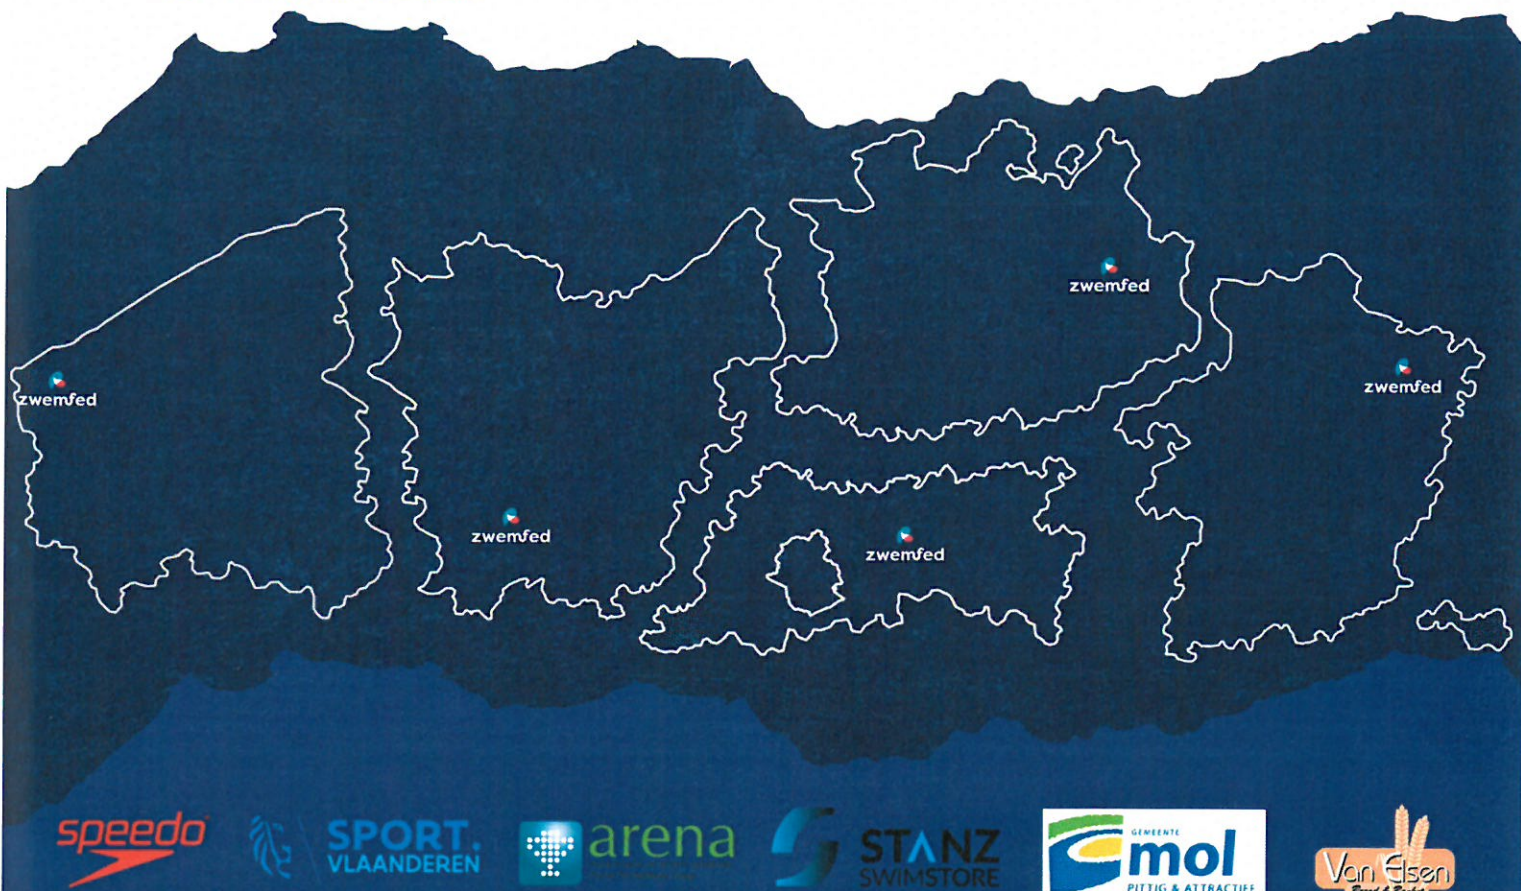 zwemfed
zwemfed
zwemfed
zwemfed
zwemfed
speedo
SPORT.
VLAANDEREN
arena
STANZ
SWIMSTORE
GEMEENTE
mol
PITTIG & ATTRACTIEF
Van Elsen